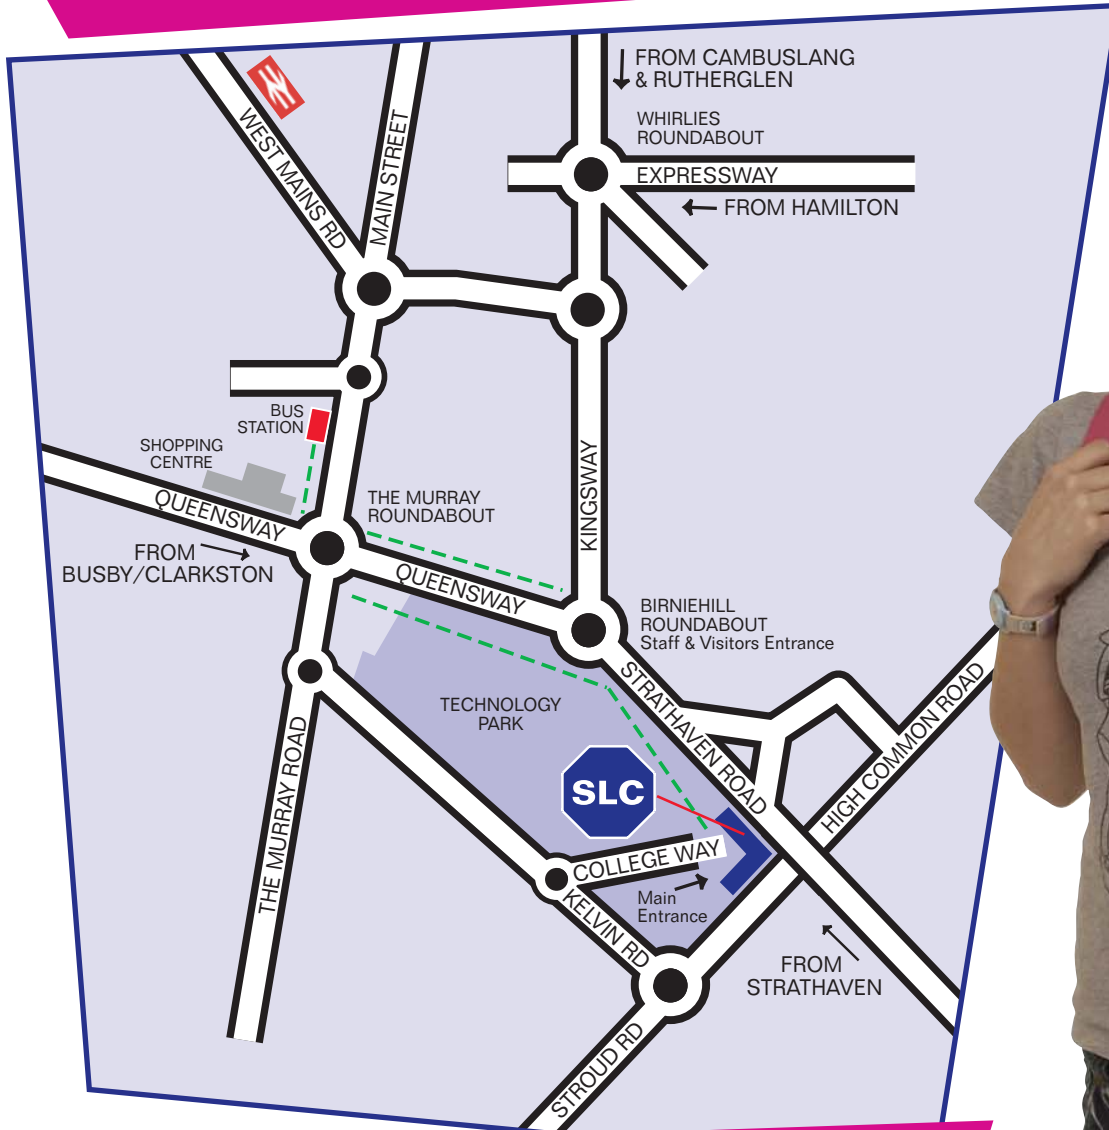 FROM CAMBUSLANG
& RUTHERGLEN
WHIRLIES
ROUNDABOUT
EXPRESSWAY
FROM HAMILTON
WEST MAINS RD
MAIN STREET
BUS
STATION
SHOPPING
CENTRE
QUEENSWAY
FROM
BUSBY/CLARKSTON
THE MURRAY
ROUNDABOUT
QUEENSWAY
KINGSWAY
BIRNIEHILL
ROUNDABOUT
Staff & Visitors Entrance
STRATHAVEN ROAD
HIGH COMMON ROAD
TECHNOLOGY
PARK
SLC
THE MURRAY ROAD
COLLEGE WAY
Main
Entrance
KELVIN RD
FROM
STRATHAVEN
STROUD RD